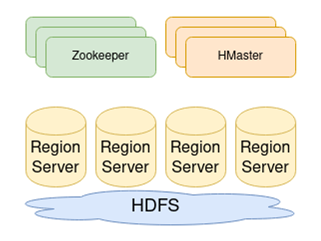 Zookeeper
HMaster
Region
Server
Region
Server
Region
Server
Region
Server
HDFS